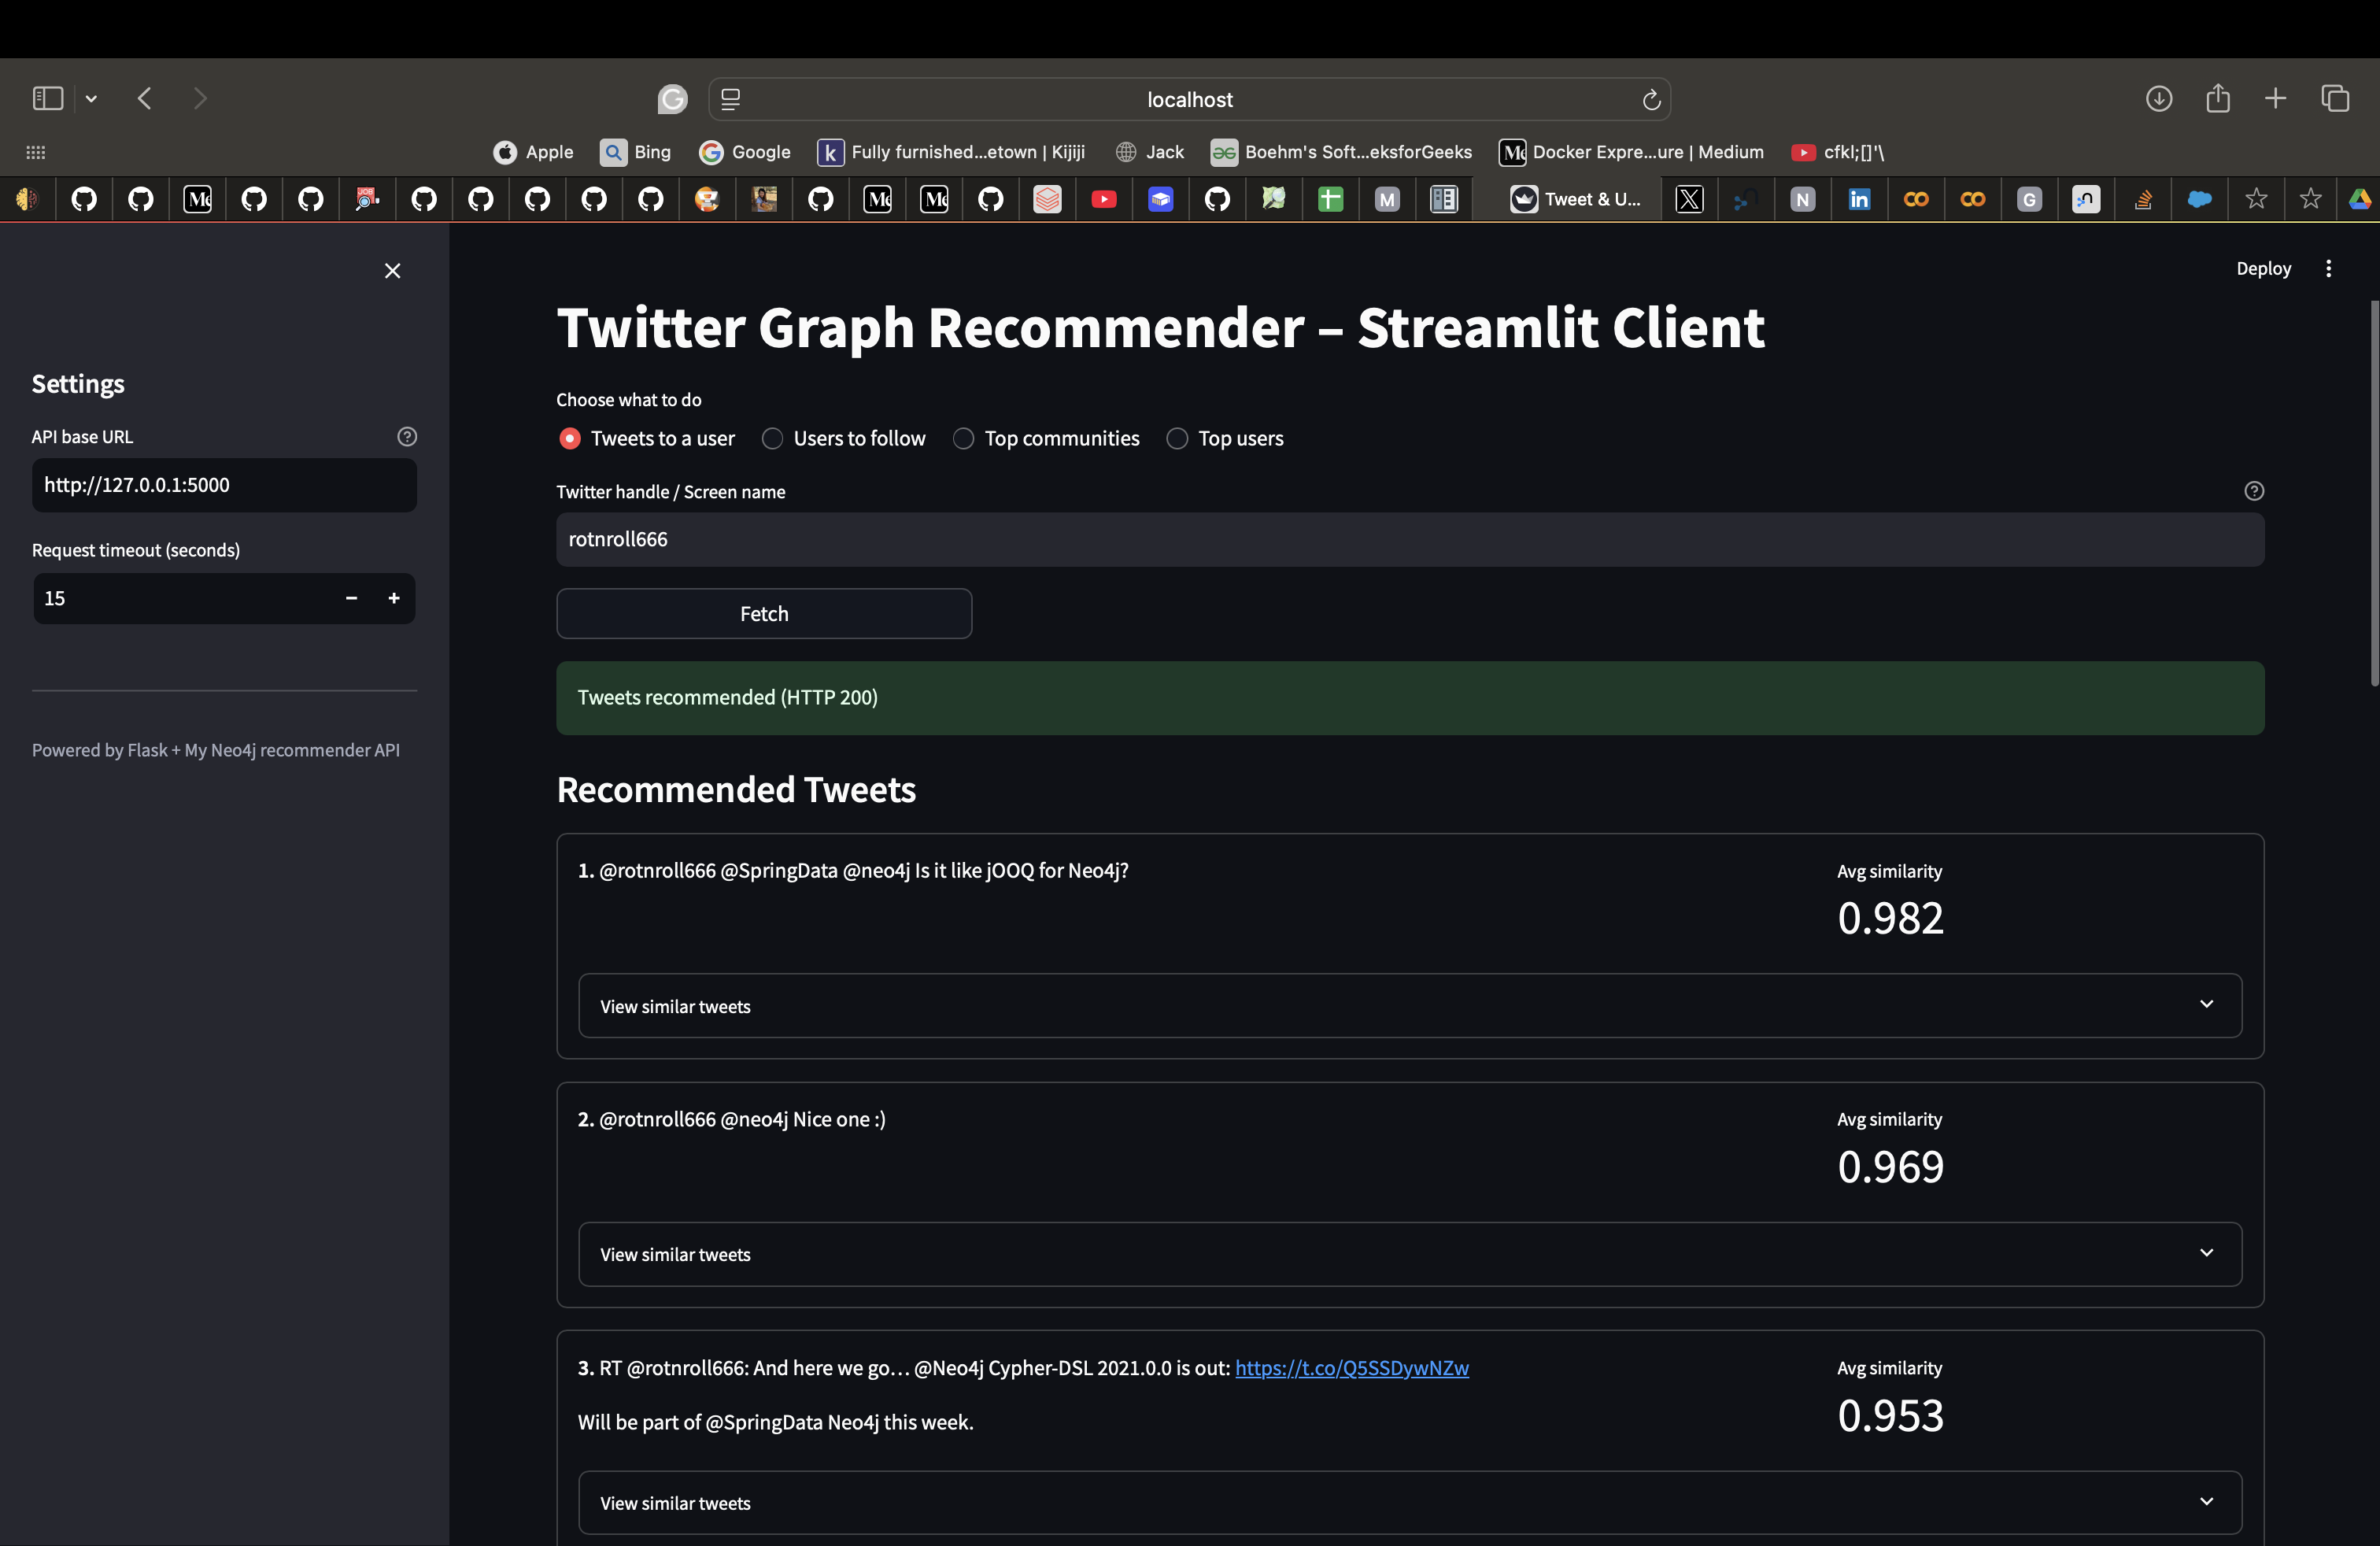 localhost
Apple Bing Google Fully furnished...etown | Kijiji Jack Boehm's Soft...eksforGeeks Docker Expre...ure | Medium cfkl;[]'\
Tweet & U...
Deploy
Settings
API base URL
http://127.0.0.1:5000
Request timeout (seconds)
15
Powered by Flask + My Neo4j recommender API
Twitter Graph Recommender – Streamlit Client
Choose what to do
Tweets to a user Users to follow Top communities Top users
Twitter handle / Screen name
rotnroll666
Fetch
Tweets recommended (HTTP 200)
Recommended Tweets
1. @rotnroll666 @SpringData @neo4j Is it like jOOQ for Neo4j?
Avg similarity
0.982
View similar tweets
2. @rotnroll666 @neo4j Nice one :)
Avg similarity
0.969
View similar tweets
3. RT @rotnroll666: And here we go… @Neo4j Cypher-DSL 2021.0.0 is out: https://t.co/Q5SSDywNZw
Will be part of @SpringData Neo4j this week.
Avg similarity
0.953
View similar tweets